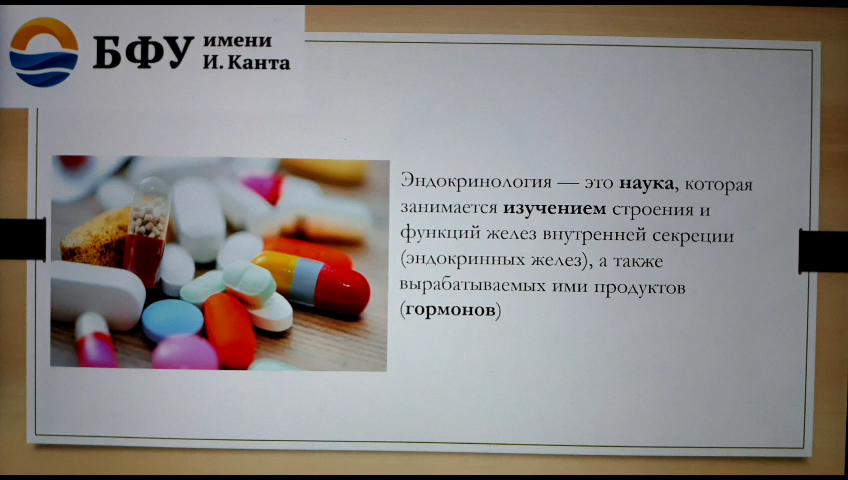 БФУ имени
И. Канта
Эндокринология — это наука, которая
занимается изучением строения и
функций желез внутренней секреции
(эндокринных желез), а также
вырабатываемых ими продуктов
(гормонов)